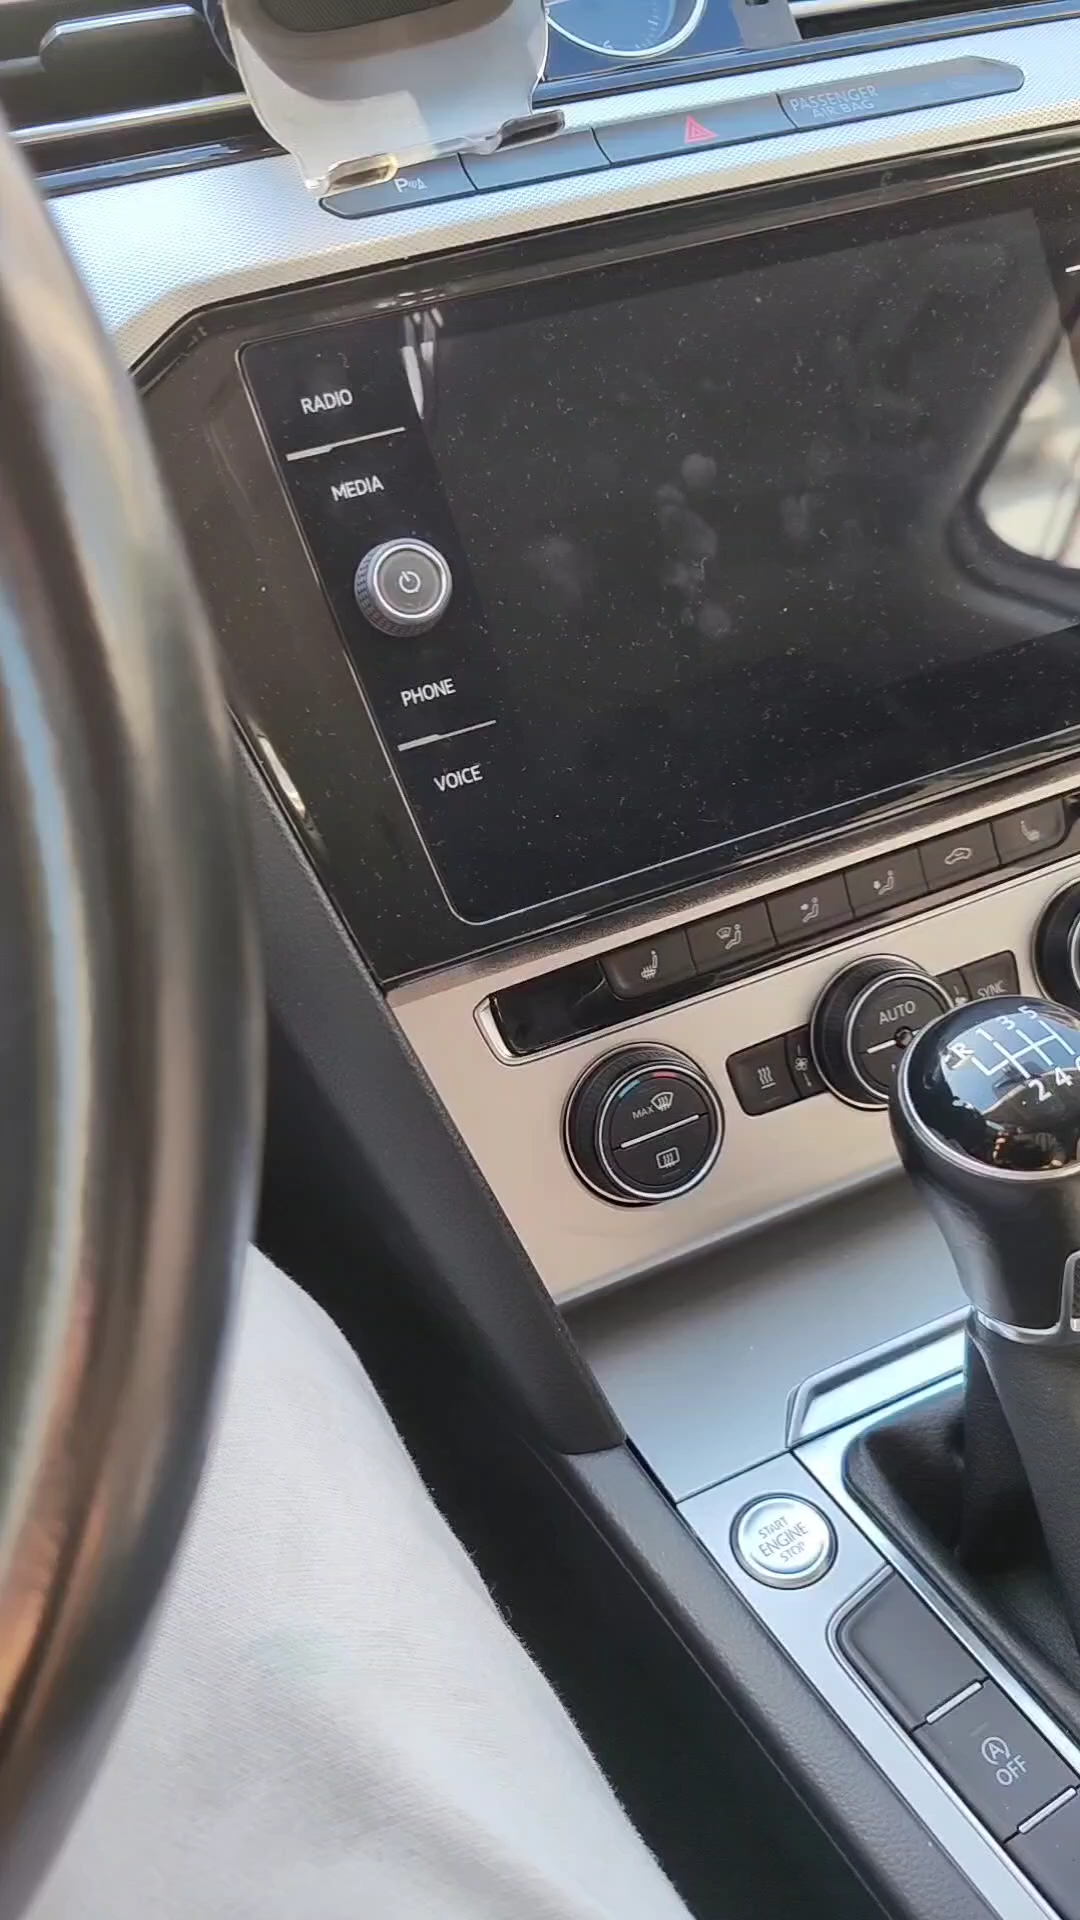 PASSENGER
AIR BAG
P
RADIO
MEDIA
PHONE
VOICE
AUTO
SYNC
MAX
R 1 3 5
2 4 6
START
ENGINE
STOP
A
OFF